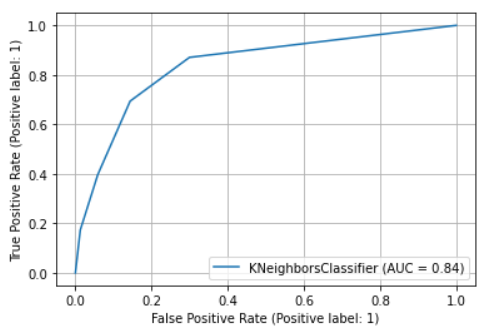 True Positive Rate (Positive label: 1)
1.0
0.8
0.6
0.4
0.2
0.0
KNeighborsClassifier (AUC = 0.84)
0.0 0.2 0.4 0.6 0.8 1.0
False Positive Rate (Positive label: 1)